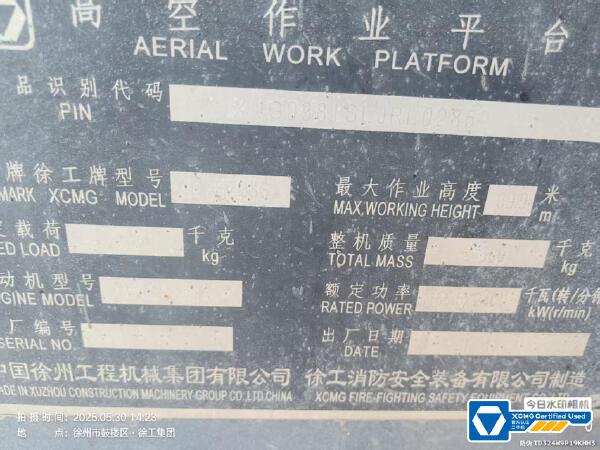 高空作业平台
AERIAL WORK PLATFORM
品识别代码
PIN
牌徐工牌型号
MARK XCMG MODEL
最大作业高度
MAX.WORKING HEIGHT
米
m
载荷
ED LOAD
千克
kg
整机质量
TOTAL MASS
千克
kg
动机型号
GINE MODEL
额定功率
RATED POWER
千瓦(转/分钟
kW(r/min)
厂编号
SERIAL NO.
出厂日期
DATE
中国徐州工程机械集团有限公司
ADE IN XUZHOU CONSTRUCTION MACHINERY GROUP CO.,LTD.CHINA
徐工消防安全装备有限公司制造
XCMG FIRE-FIGHTING SAFETY EQUIPMEN
时间:2025.05.30 14:23
地点:徐州市鼓楼区·徐工集团
今日水印相机
XCMG Certified Used
防伪 TD324W9P19KHH3